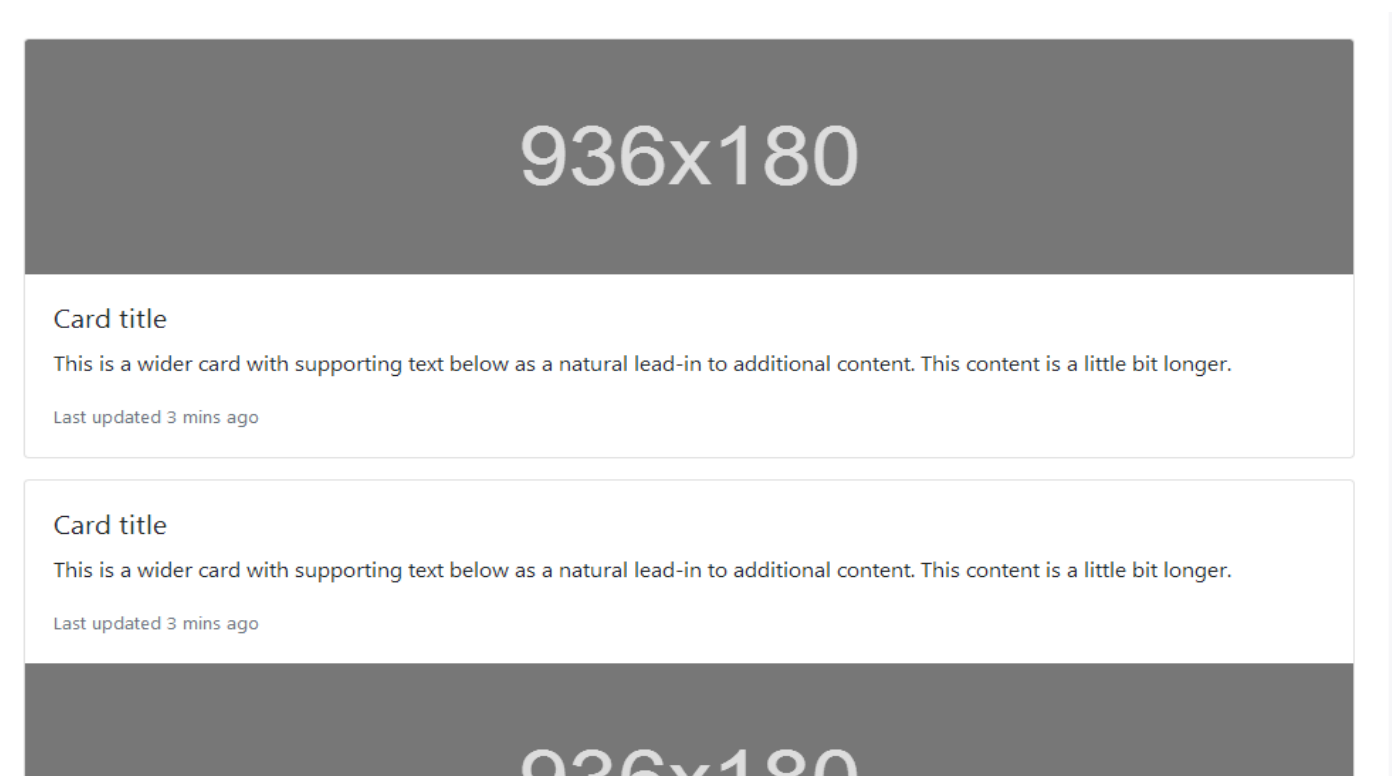 936x180
Card title
This is a wider card with supporting text below as a natural lead-in to additional content. This content is a little bit longer.
Last updated 3 mins ago
Card title
This is a wider card with supporting text below as a natural lead-in to additional content. This content is a little bit longer.
Last updated 3 mins ago
936x180